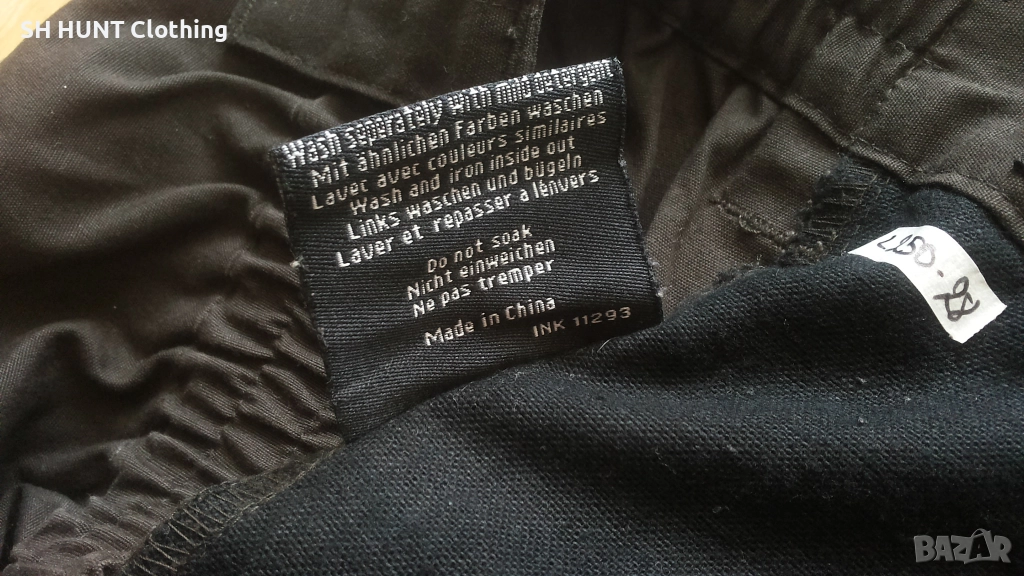 SH HUNT Clothing
Wash separately with mild detergent
Mit ähnlichen Farben waschen
Lavec avec couleurs similaires
Wash and iron inside out
Links waschen und bügeln
Laver et repasser a lénvers
Do not soak
Nicht einweichen
Ne pas tremper
Made in China
INK 11293
BAZAR